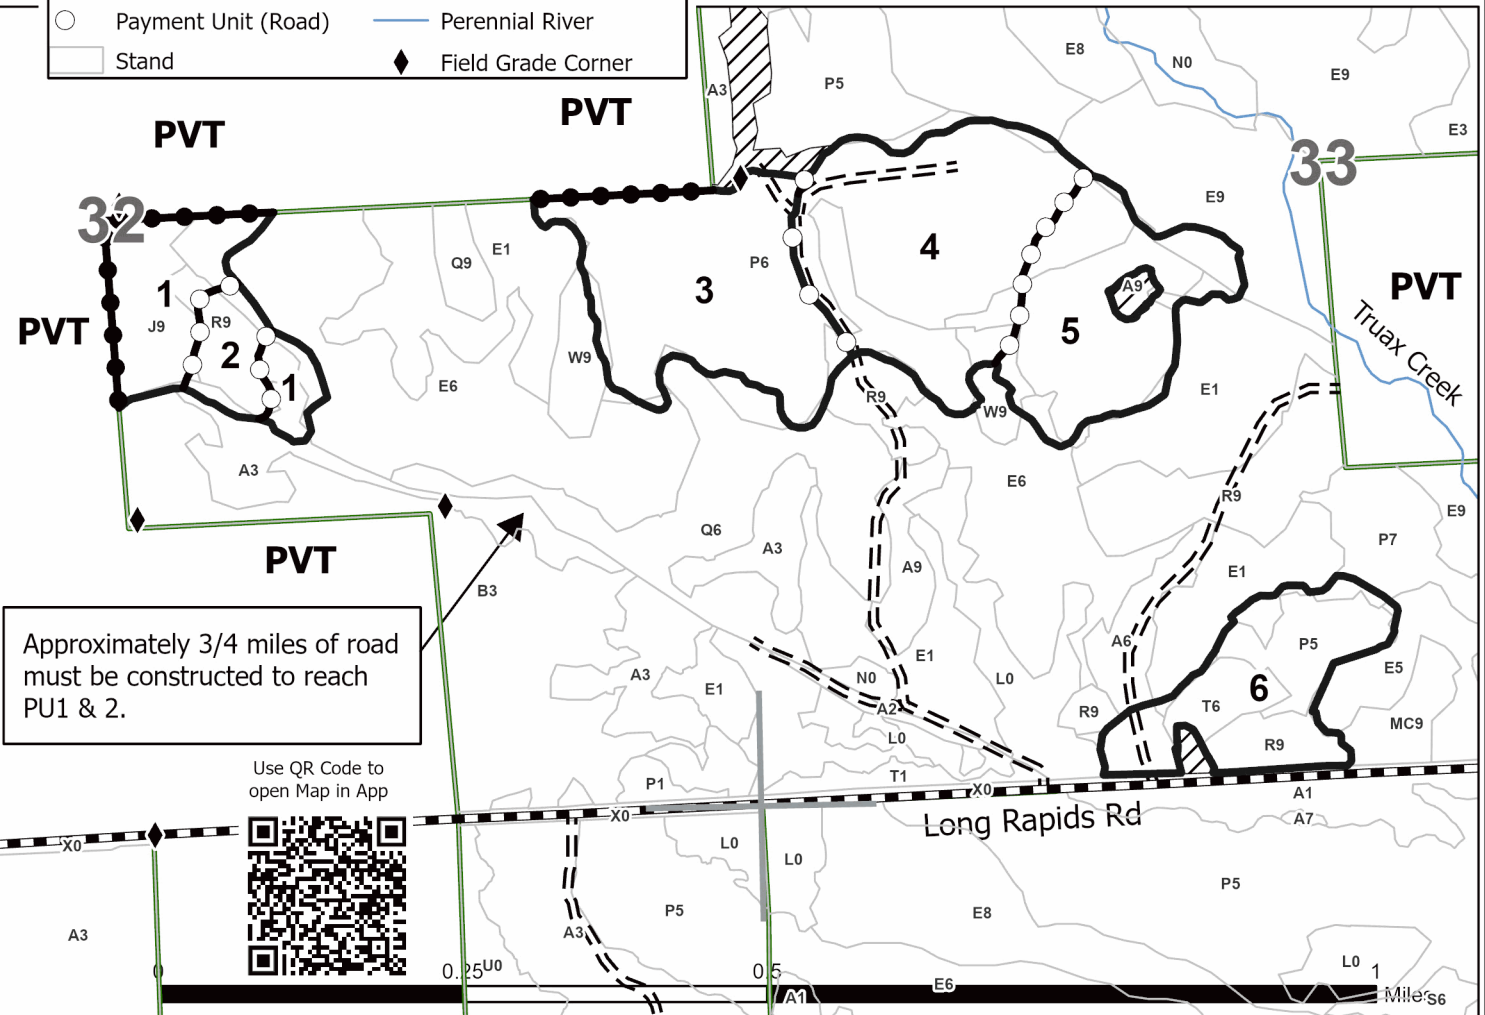 Payment Unit (Road)
Perennial River
Stand
Field Grade Corner
E8
N0
E9
P5
A3
PVT
PVT
E3
33
32
E9
4
Q9
E1
P6
3
PVT
A9
1
J9
R9
PVT
5
2
W9
Truax Creek
E6
1
R9
W9
E1
A3
E6
R9
E9
Q6
A3
P7
PVT
A9
E1
B3
Approximately 3/4 miles of road
must be constructed to reach
PU1 & 2.
A6
P5
E1
E5
A3
N0
L0
E1
6
A2
R9
T6
MC9
L0
R9
Use QR Code to
open Map in App
T1
P1
X0
A1
X0
Long Rapids Rd
A7
X0
L0
L0
P5
P5
E8
A3
A3
L0
0
0.25
U0
0.5
1
E6
A1
Miles
S6